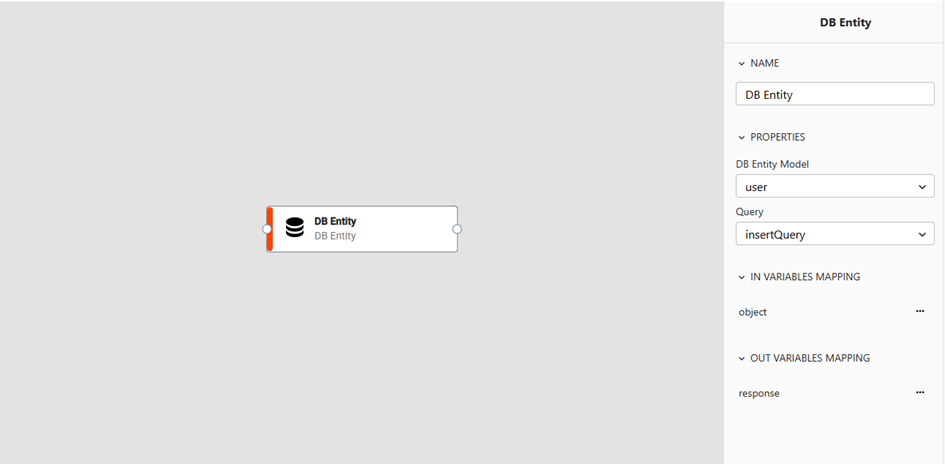 DB Entity
DB Entity
DB Entity
NAME
DB Entity
PROPERTIES
DB Entity Model
user
Query
insertQuery
IN VARIABLES MAPPING
object
OUT VARIABLES MAPPING
response